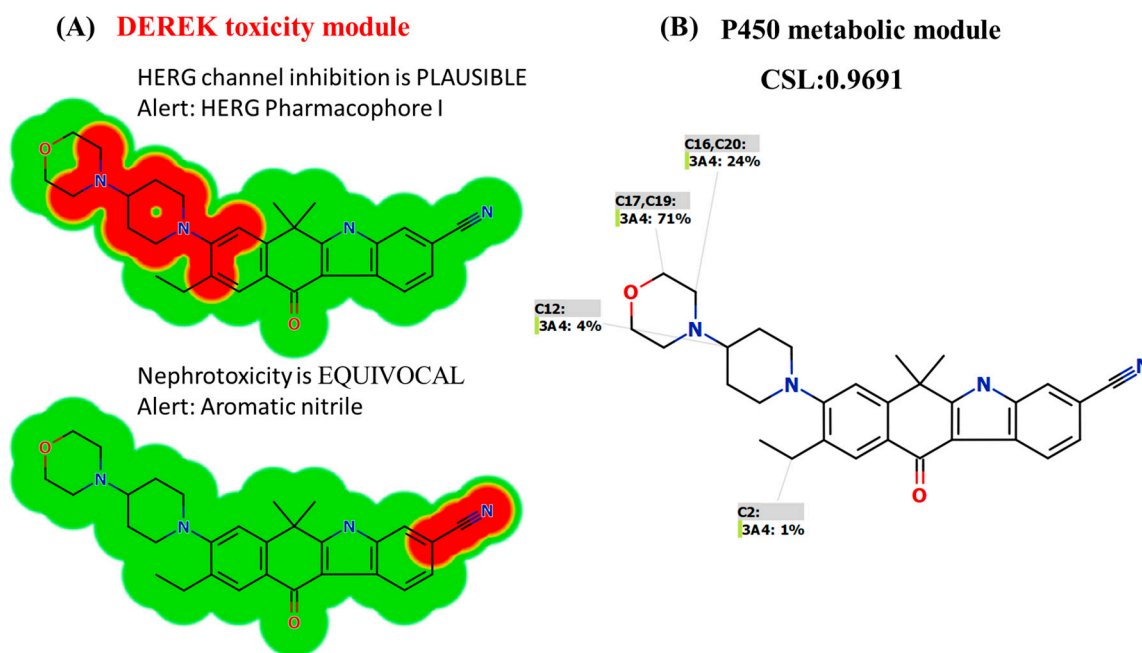 (A) DEREK toxicity module
HERG channel inhibition is PLAUSIBLE
Alert: HERG Pharmacophore I
O
N
N
N
N
O
Nephrotoxicity is EQUIVOCAL
Alert: Aromatic nitrile
O
N
N
N
N
O
(B) P450 metabolic module
CSL:0.9691
C16,C20:
3A4: 24%
C17,C19:
3A4: 71%
C12:
3A4: 4%
O
N
N
N
N
O
C2:
3A4: 1%